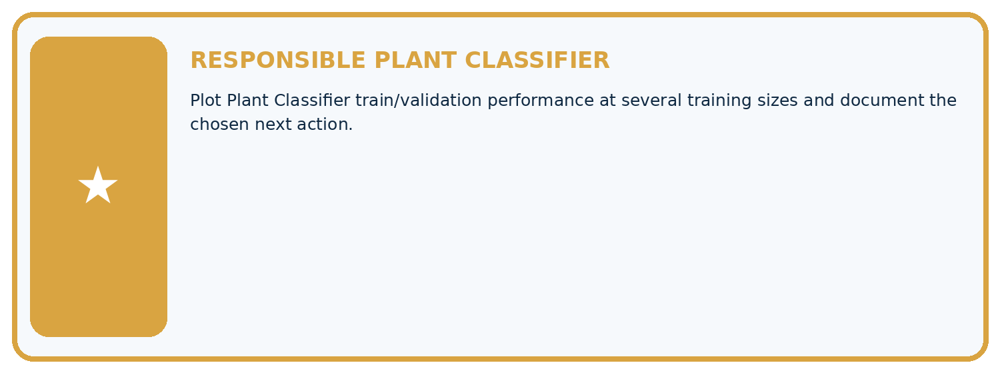 RESPONSIBLE PLANT CLASSIFIER
Plot Plant Classifier train/validation performance at several training sizes and document the
chosen next action.